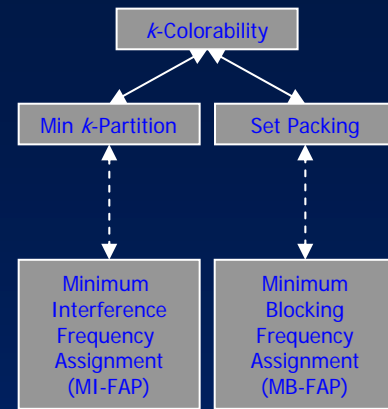 k-Colorability
Min k-Partition
Set Packing
Minimum
Interference
Frequency
Assignment
(MI-FAP)
Minimum
Blocking
Frequency
Assignment
(MB-FAP)